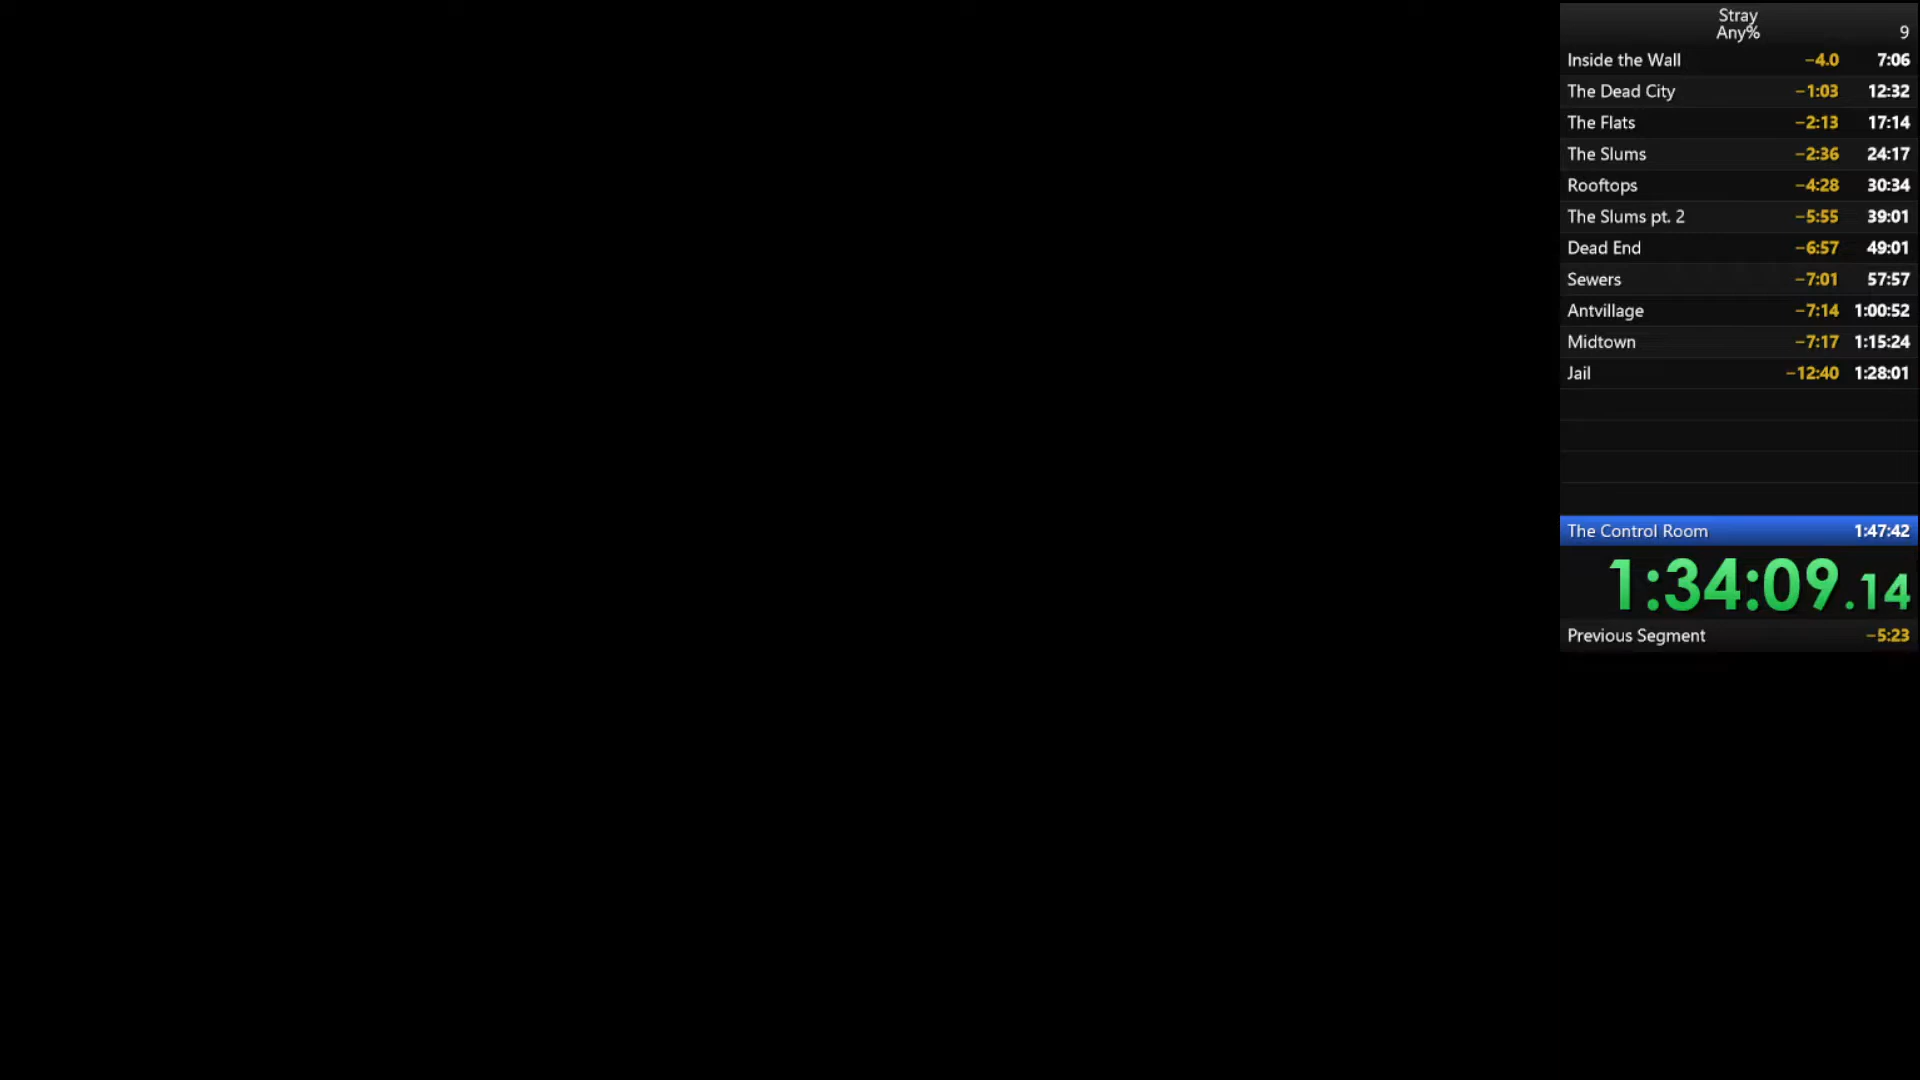 Stray
Any%
9
Inside the Wall −4.0 7:06
The Dead City −1:03 12:32
The Flats −2:13 17:14
The Slums −2:36 24:17
Rooftops −4:28 30:34
The Slums pt. 2 −5:55 39:01
Dead End −6:57 49:01
Sewers −7:01 57:57
Antvillage −7:14 1:00:52
Midtown −7:17 1:15:24
Jail −12:40 1:28:01
The Control Room 1:47:42
1:34:09.14
Previous Segment −5:23